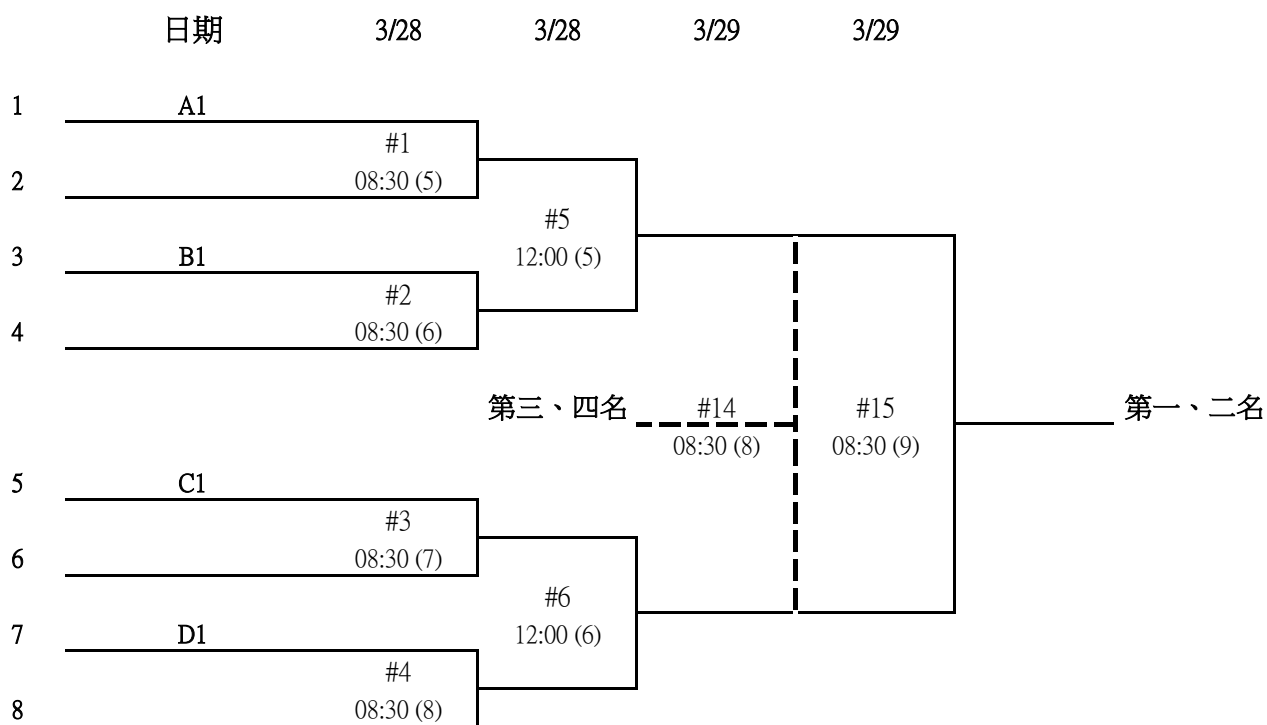 日期 3/28 3/28 3/29 3/29
1 A1
#1
2 08:30 (5)
#5
3 B1 12:00 (5)
#2
4 08:30 (6)
第三、四名 #14 #15 第一、二名
08:30 (8) 08:30 (9)
5 C1
#3
6 08:30 (7)
#6
7 D1 12:00 (6)
#4
8 08:30 (8)